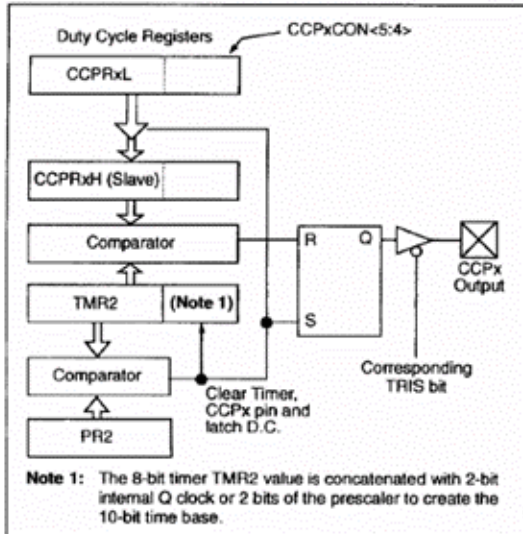 Duty Cycle Registers
CCPxCON<5:4>
CCPRxL
CCPRxH (Slave)
Comparator
R
Q
CCPx
Output
TMR2
(Note 1)
S
Comparator
Clear Timer,
CCPx pin and
latch D.C.
Corresponding
TRIS bit
PR2
Note 1: The 8-bit timer TMR2 value is concatenated with 2-bit
internal Q clock or 2 bits of the prescaler to create the
10-bit time base.